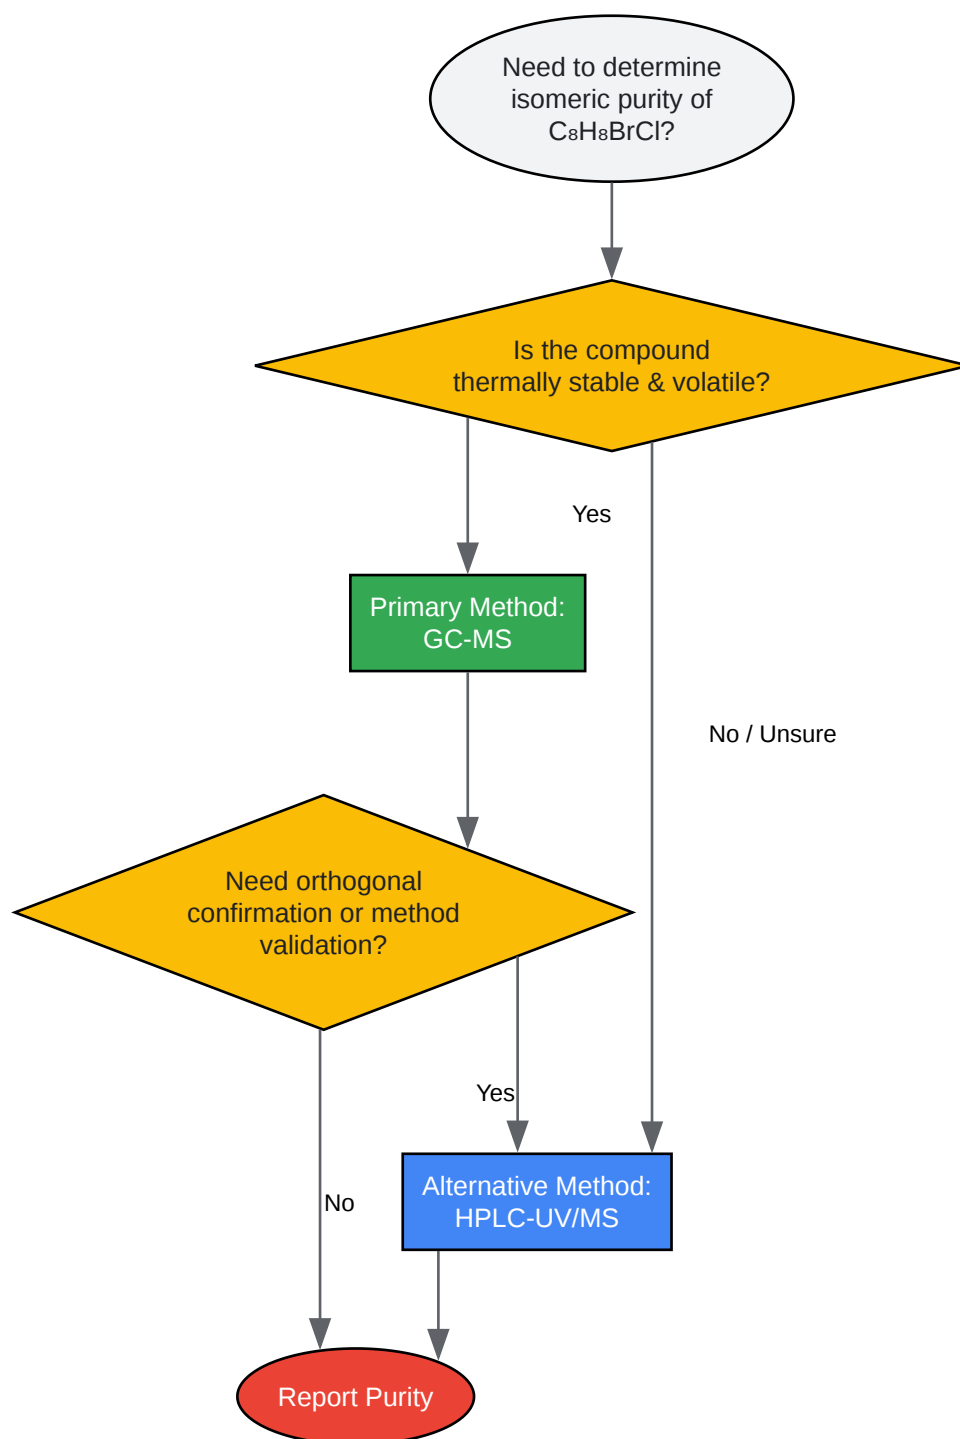 Need to determine
isomeric purity of
C₈H₈BrCl?
Is the compound
thermally stable & volatile?
Yes
Primary Method:
GC-MS
No / Unsure
Need orthogonal
confirmation or method
validation?
Yes
Alternative Method:
HPLC-UV/MS
No
Report Purity